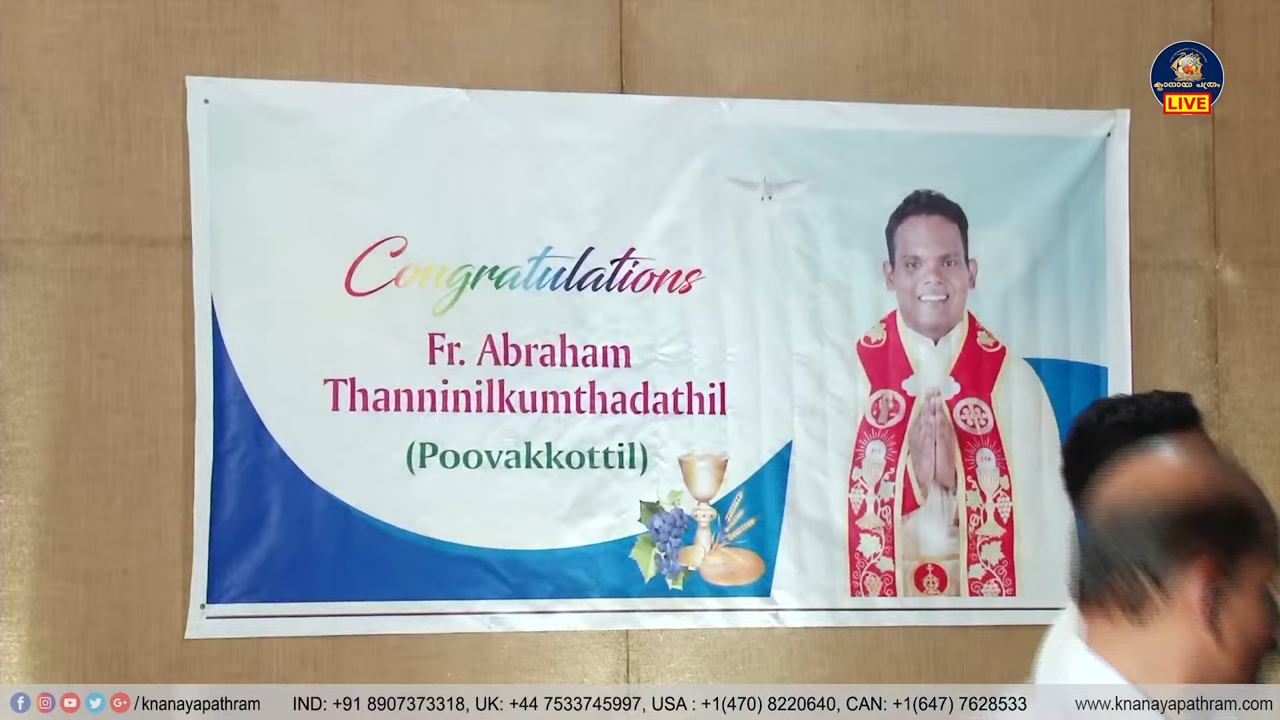 ക്നാനായ പത്രം
LIVE
Congratulations
Fr. Abraham
Thanninilkumthadathil
(Poovakkottil)
/knanayapathram IND: +91 8907373318, UK: +44 7533745997, USA : +1(470) 8220640, CAN: +1(647) 7628533 www.knanayapathram.com